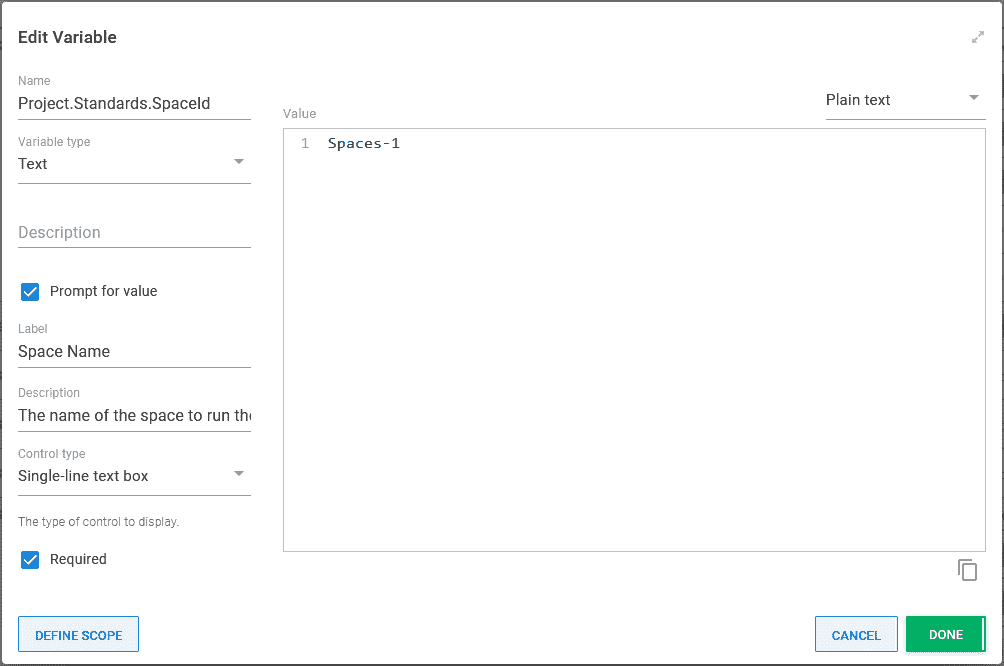 Edit Variable
Name
Project.Standards.SpaceId
Variable type
Text
Description
Prompt for value
Label
Space Name
Description
The name of the space to run the
Control type
Single-line text box
The type of control to display.
Required
Value
Plain text
1 Spaces-1
DEFINE SCOPE
CANCEL
DONE